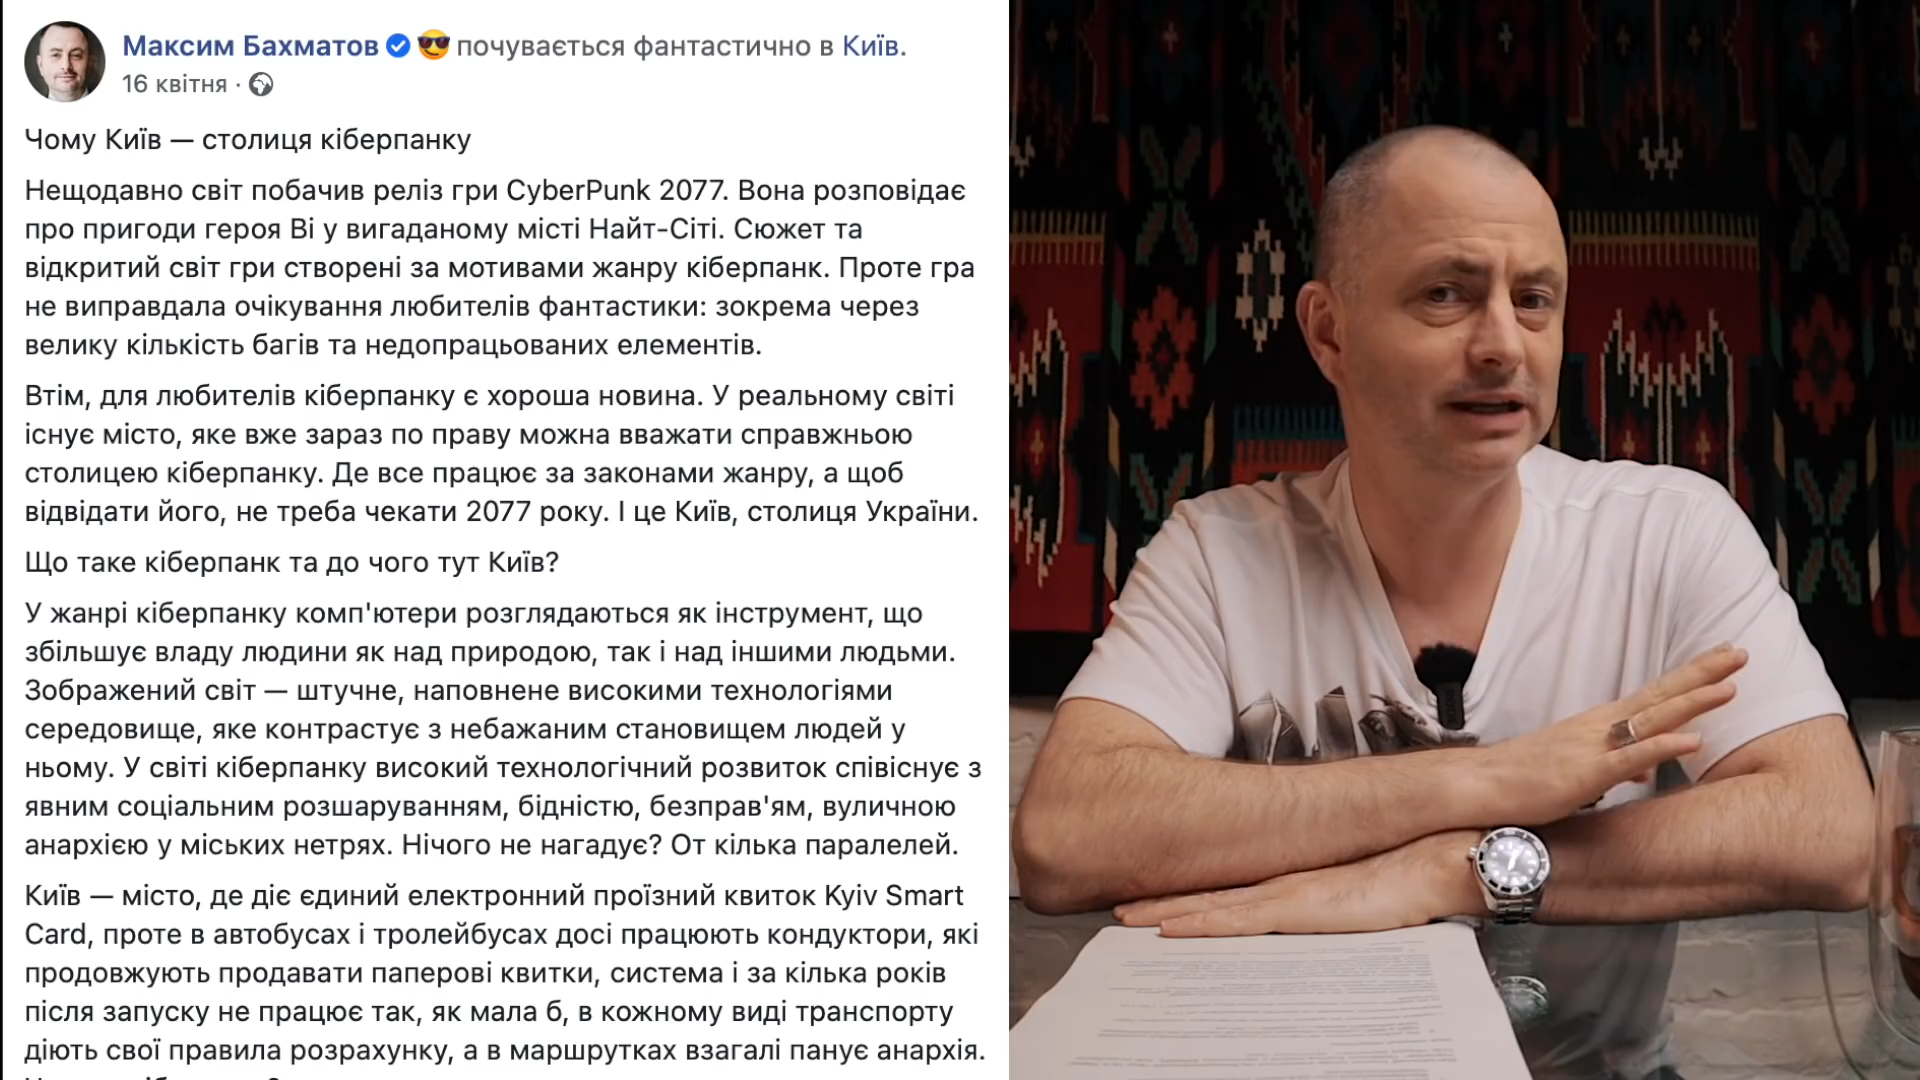 Максим Бахматов почувається фантастично в Київ.
16 квітня ·
Чому Київ — столиця кіберпанку
Нещодавно світ побачив реліз гри CyberPunk 2077. Вона розповідає
про пригоди героя Ві у вигаданому місті Найт-Сіті. Сюжет та
відкритий світ гри створені за мотивами жанру кіберпанк. Проте гра
не виправдала очікування любителів фантастики: зокрема через
велику кількість багів та недопрацьованих елементів.
Втім, для любителів кіберпанку є хороша новина. У реальному світі
існує місто, яке вже зараз по праву можна вважати справжньою
столицею кіберпанку. Де все працює за законами жанру, а щоб
відвідати його, не треба чекати 2077 року. І це Київ, столиця України.
Що таке кіберпанк та до чого тут Київ?
У жанрі кіберпанку комп'ютери розглядаються як інструмент, що
збільшує владу людини як над природою, так і над іншими людьми.
Зображений світ — штучне, наповнене високими технологіями
середовище, яке контрастує з небажаним становищем людей у
ньому. У світі кіберпанку високий технологічний розвиток співіснує з
явним соціальним розшаруванням, бідністю, безправ'ям, вуличною
анархією у міських нетрях. Нічого не нагадує? От кілька паралелей.
Київ — місто, де діє єдиний електронний проїзний квиток Kyiv Smart
Card, проте в автобусах і тролейбусах досі працюють кондуктори, які
продовжують продавати паперові квитки, система і за кілька років
після запуску не працює так, як мала б, в кожному виді транспорту
діють свої правила розрахунку, а в маршрутках взагалі панує анархія.